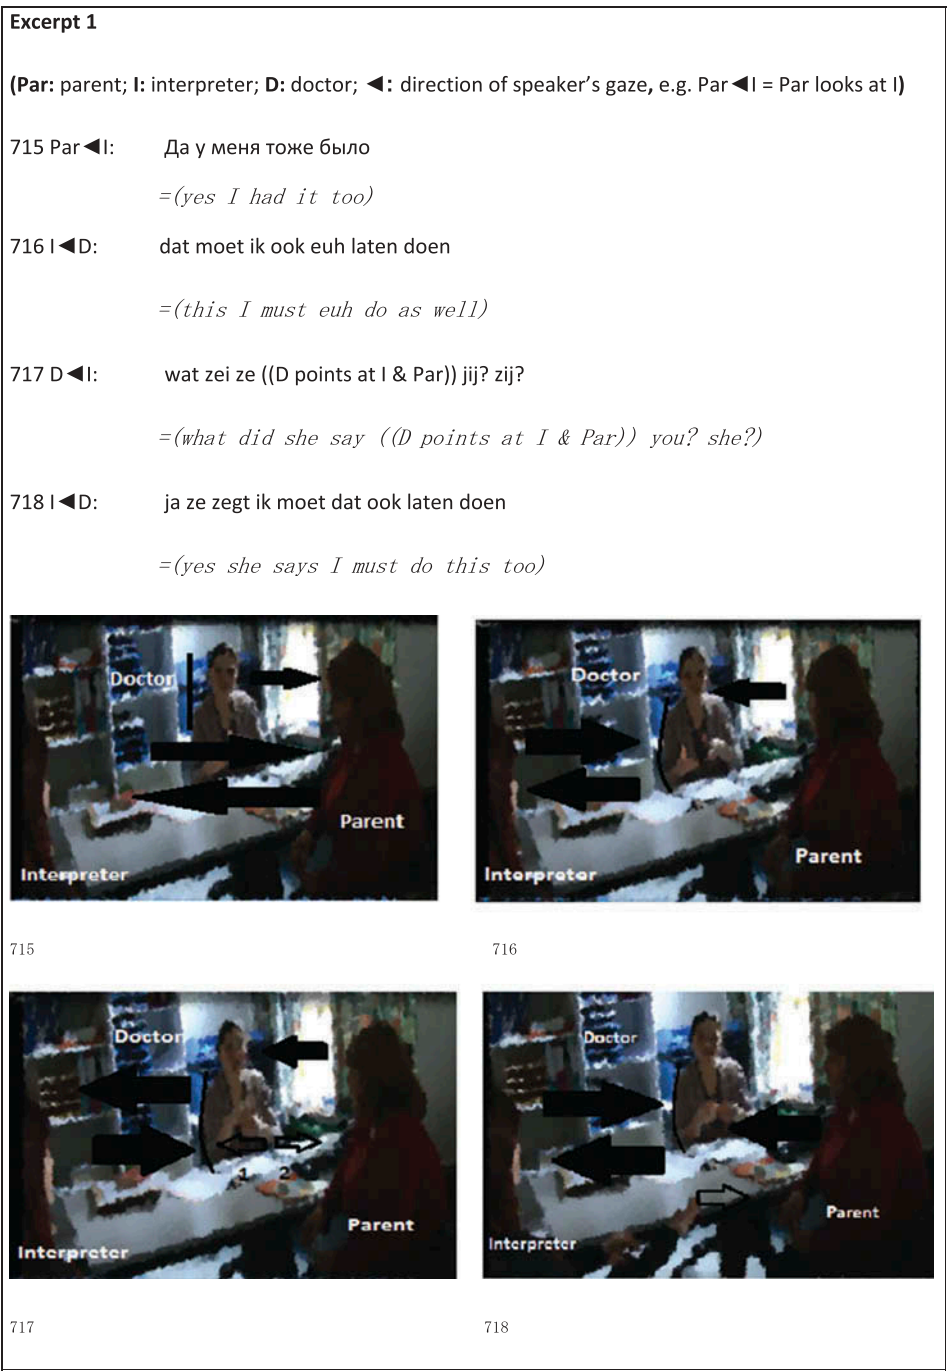 Excerpt 1
(Par: parent; I: interpreter; D: doctor; ◄: direction of speaker's gaze, e.g. Par◄I = Par looks at I)
715 Par◄I: Да у меня тоже было
=(yes I had it too)
716 I◄D: dat moet ik ook euh laten doen
=(this I must euh do as well)
717 D◄I: wat zei ze ((D points at I & Par)) jij? zij?
=(what did she say ((D points at I & Par)) you? she?)
718 I◄D: ja ze zegt ik moet dat ook laten doen
=(yes she says I must do this too)
Doctor
Parent
Interpreter
Doctor
Parent
Interpreter
715 716
Doctor
1 2
Parent
Interpreter
Doctor
Parent
Interpreter
717 718